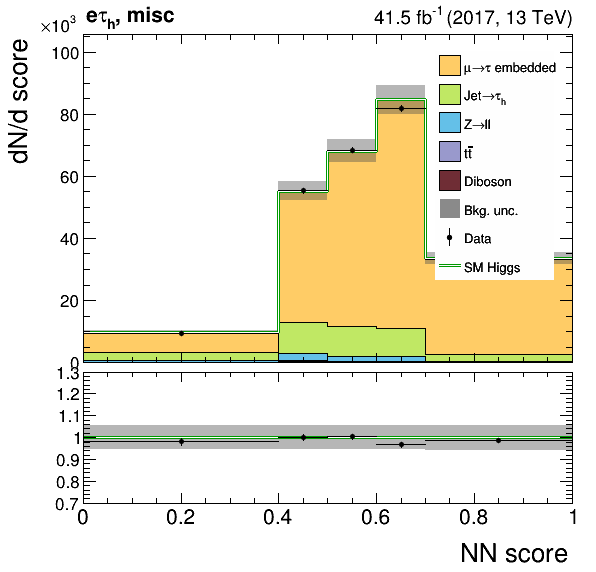 ×10³ eτₕ, misc 41.5 fb⁻¹ (2017, 13 TeV)
dN/d score
100
80
60
40
20
0
μ→τ embedded
Jet→τₕ
Z→ll
tt̄
Diboson
Bkg. unc.
Data
SM Higgs
1.3
1.2
1.1
1
0.9
0.8
0.7
0 0.2 0.4 0.6 0.8 1
NN score